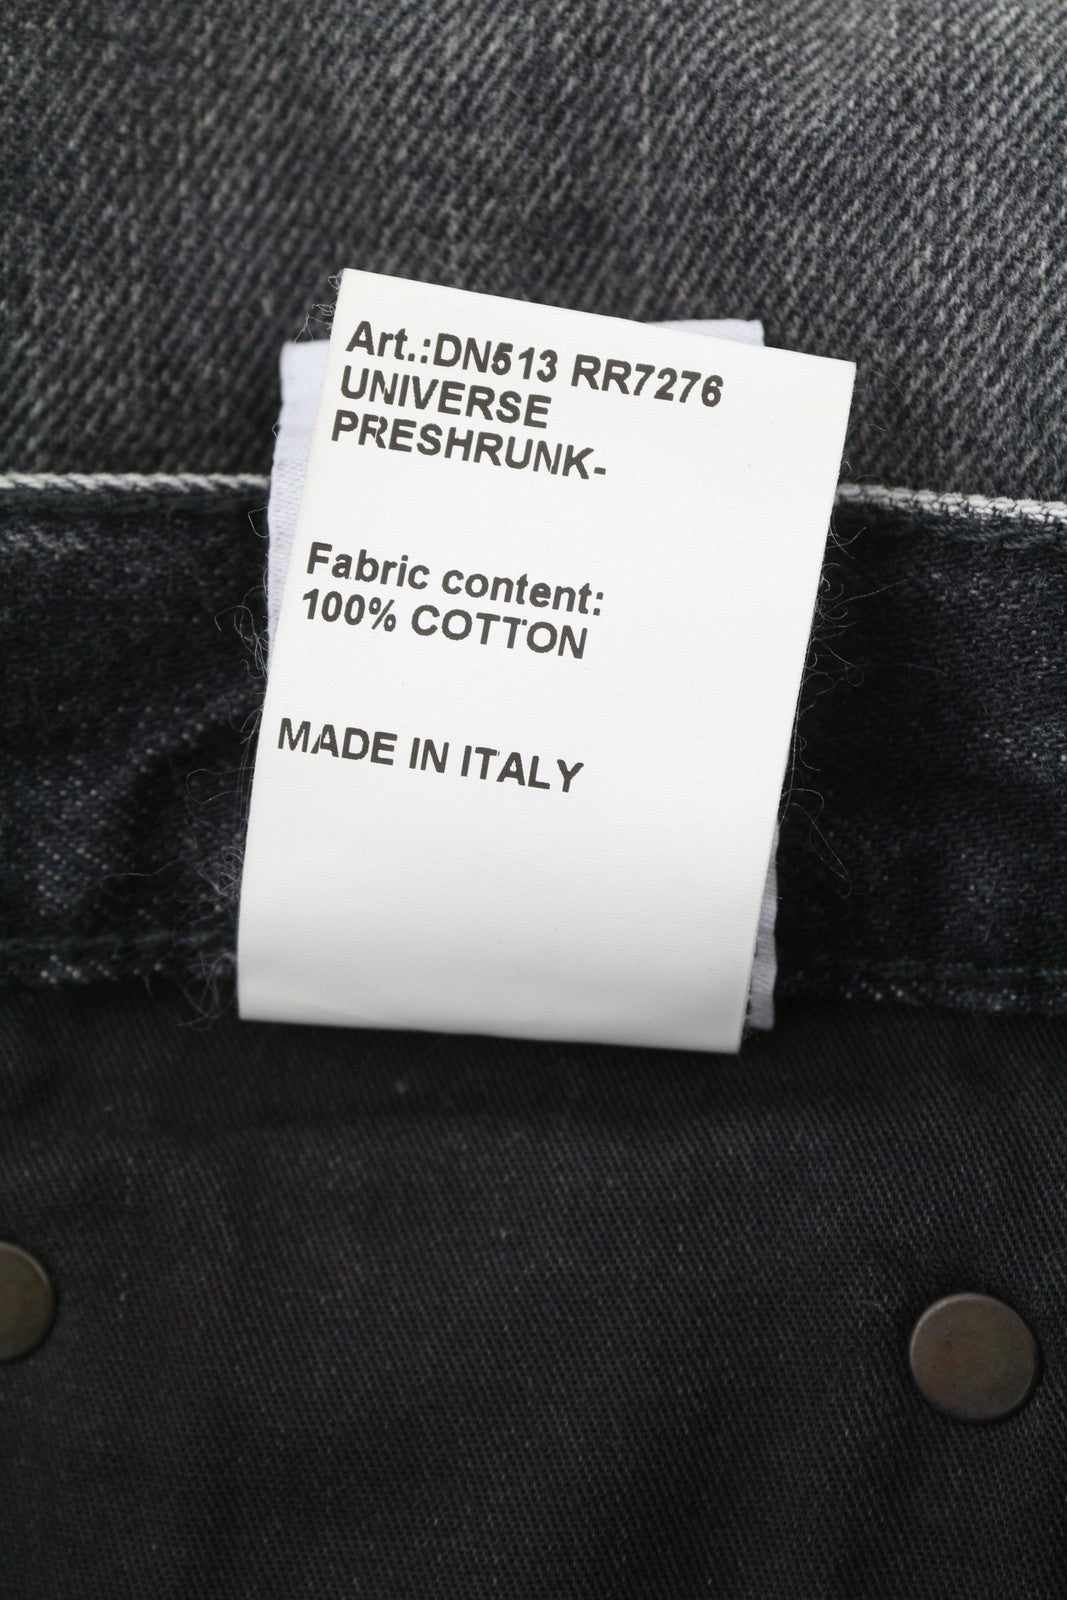 Art.:DN513 RR7276
UNIVERSE
PRESHRUNK-
Fabric content:
100% COTTON
MADE IN ITALY